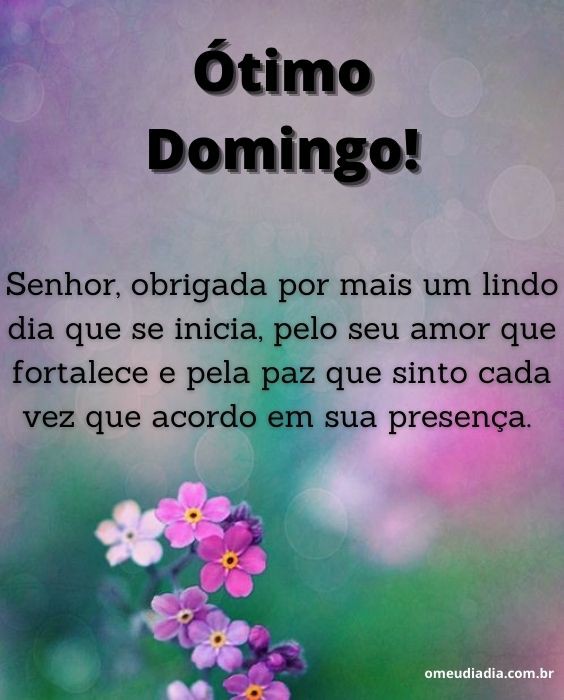 Ótimo
Domingo!
Senhor, obrigada por mais um lindo
dia que se inicia, pelo seu amor que
fortalece e pela paz que sinto cada
vez que acordo em sua presença.
omeudiadia.com.br